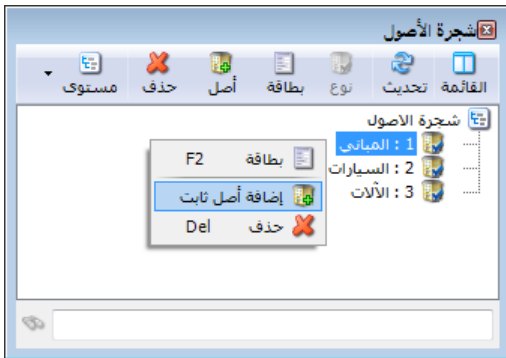 شجرة الأصول
القائمة تحديث نوع بطاقة أصل حذف مستوى
شجرة الاصول
1 : المباني
2 : السيارات
3 : الآلات
بطاقة F2
إضافة أصل ثابت
حذف Del